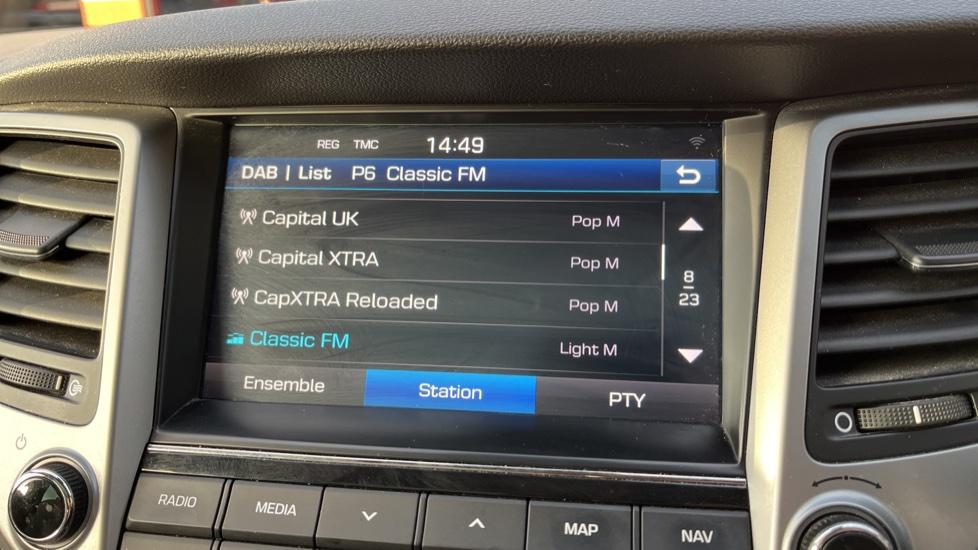 REG TMC 14:49
DAB | List P6 Classic FM
Capital UK Pop M
Capital XTRA Pop M
CapXTRA Reloaded Pop M
Classic FM Light M
8
23
Ensemble Station PTY
RADIO MEDIA MAP NAV